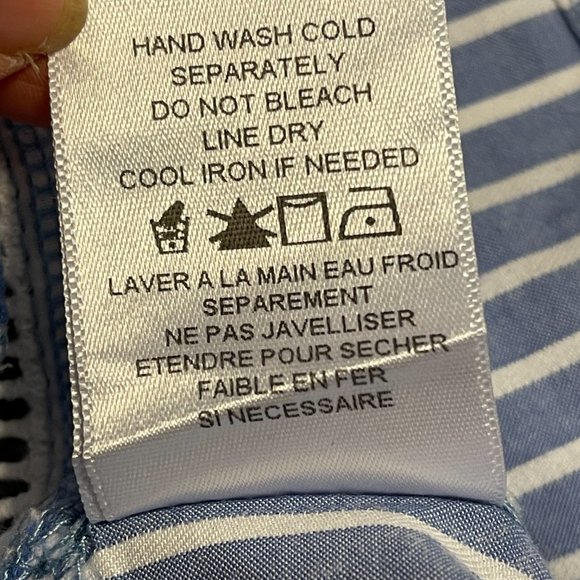 HAND WASH COLD
SEPARATELY
DO NOT BLEACH
LINE DRY
COOL IRON IF NEEDED
LAVER A LA MAIN EAU FROID
SEPAREMENT
NE PAS JAVELLISER
ETENDRE POUR SECHER
FAIBLE EN FER
SI NECESSAIRE